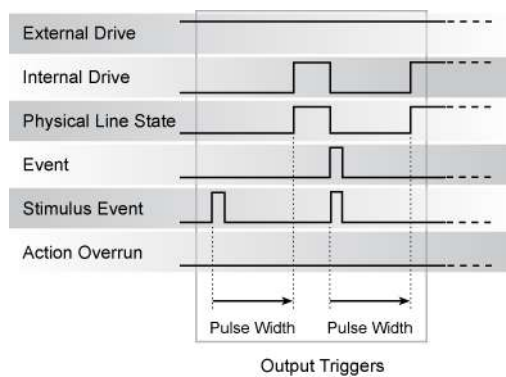 External Drive
Internal Drive
Physical Line State
Event
Stimulus Event
Action Overrun
Pulse Width Pulse Width
Output Triggers